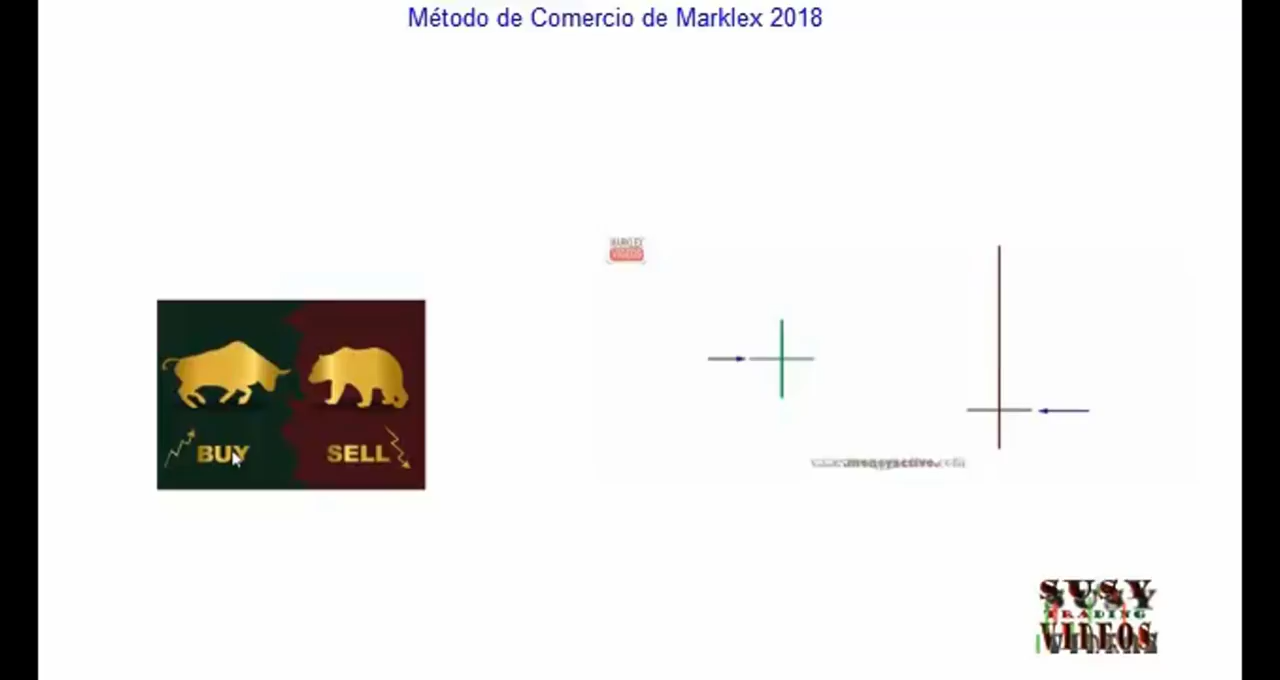 Método de Comercio de Marklex 2018
BUY
SELL
SUSY
TRADING
VIDEOS